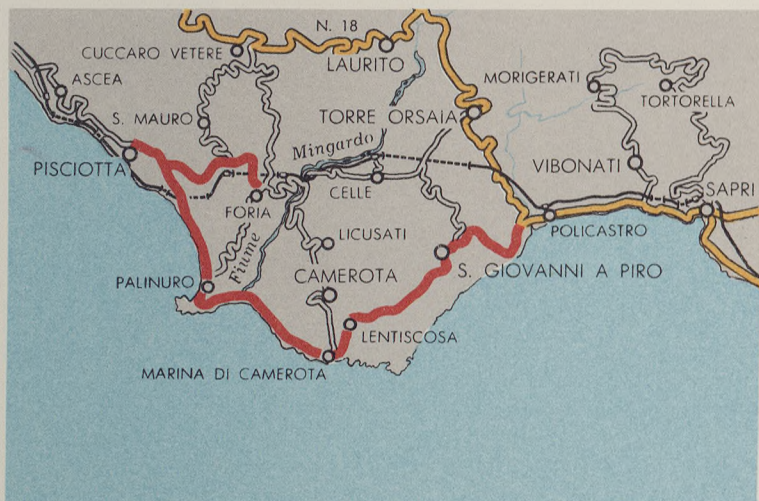 N. 18
CUCCARO VETERE
LAURITO
ASCEA
MORIGERATI
TORTORELLA
S. MAURO
TORRE ORSAIA
Mingardo
PISCIOTTA
VIBONATI
CELLE
SAPRI
FORIA
Fiume
LICUSATI
POLICASTRO
PALINURO
CAMEROTA
S. GIOVANNI A PIRO
LENTISCOSA
MARINA DI CAMEROTA